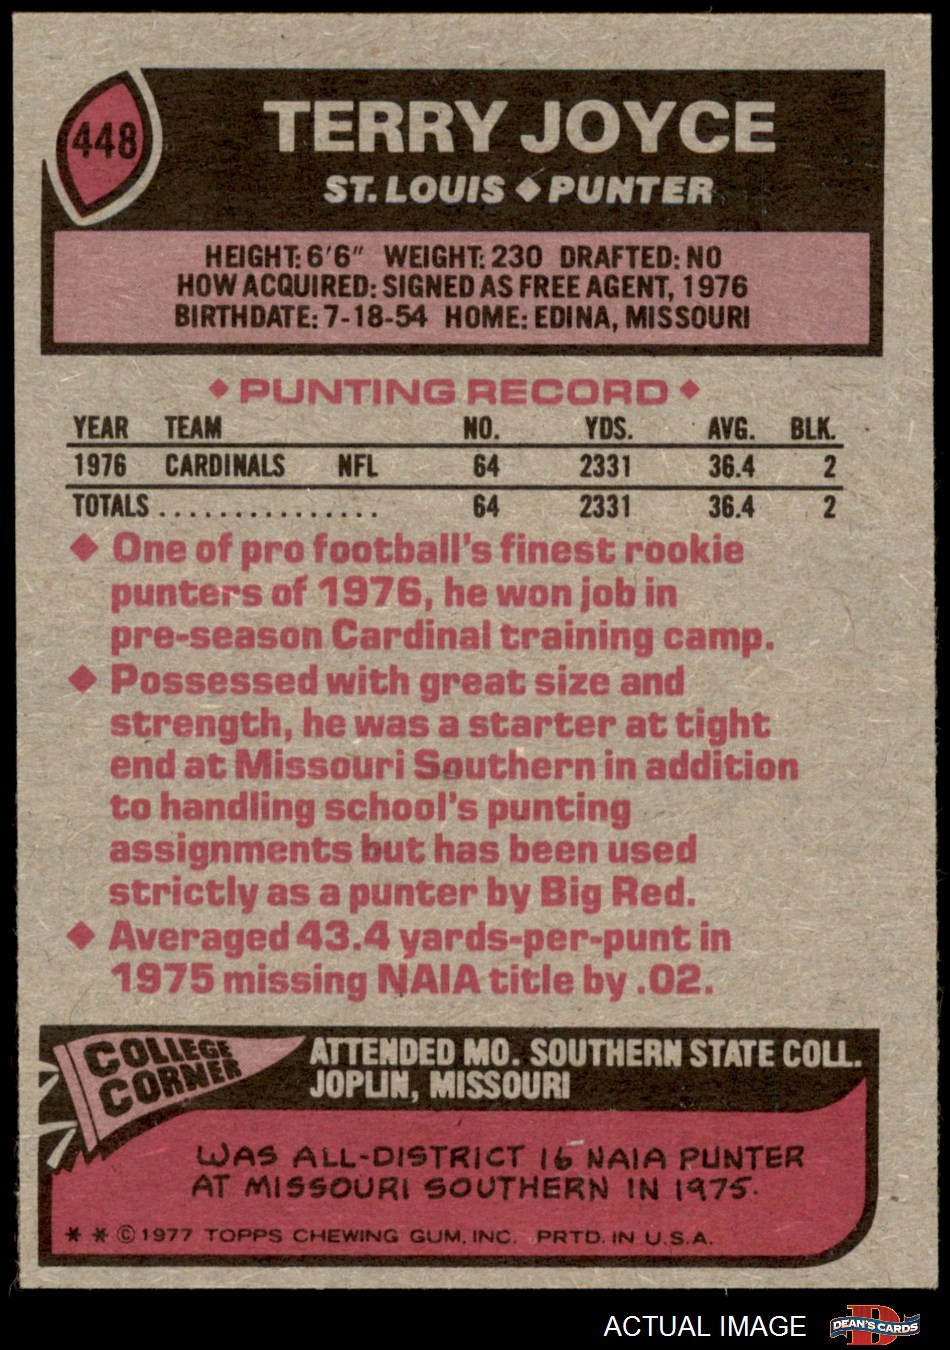 448
TERRY JOYCE
ST. LOUIS ◆ PUNTER
HEIGHT: 6'6" WEIGHT: 230 DRAFTED: NO
HOW ACQUIRED: SIGNED AS FREE AGENT, 1976
BIRTHDATE: 7-18-54 HOME: EDINA, MISSOURI
◆ PUNTING RECORD ◆
YEAR TEAM NO. YDS. AVG. BLK.
1976 CARDINALS NFL 64 2331 36.4 2
TOTALS ............... 64 2331 36.4 2
◆ One of pro football's finest rookie
punters of 1976, he won job in
pre-season Cardinal training camp.
◆ Possessed with great size and
strength, he was a starter at tight
end at Missouri Southern in addition
to handling school's punting
assignments but has been used
strictly as a punter by Big Red.
◆ Averaged 43.4 yards-per-punt in
1975 missing NAIA title by .02.
COLLEGE
CORNER
ATTENDED MO. SOUTHERN STATE COLL.
JOPLIN, MISSOURI
WAS ALL-DISTRICT 16 NAIA PUNTER
AT MISSOURI SOUTHERN IN 1975.
* * © 1977 TOPPS CHEWING GUM, INC. PRTD. IN U.S.A.
ACTUAL IMAGE
D
DEAN'S CARDS